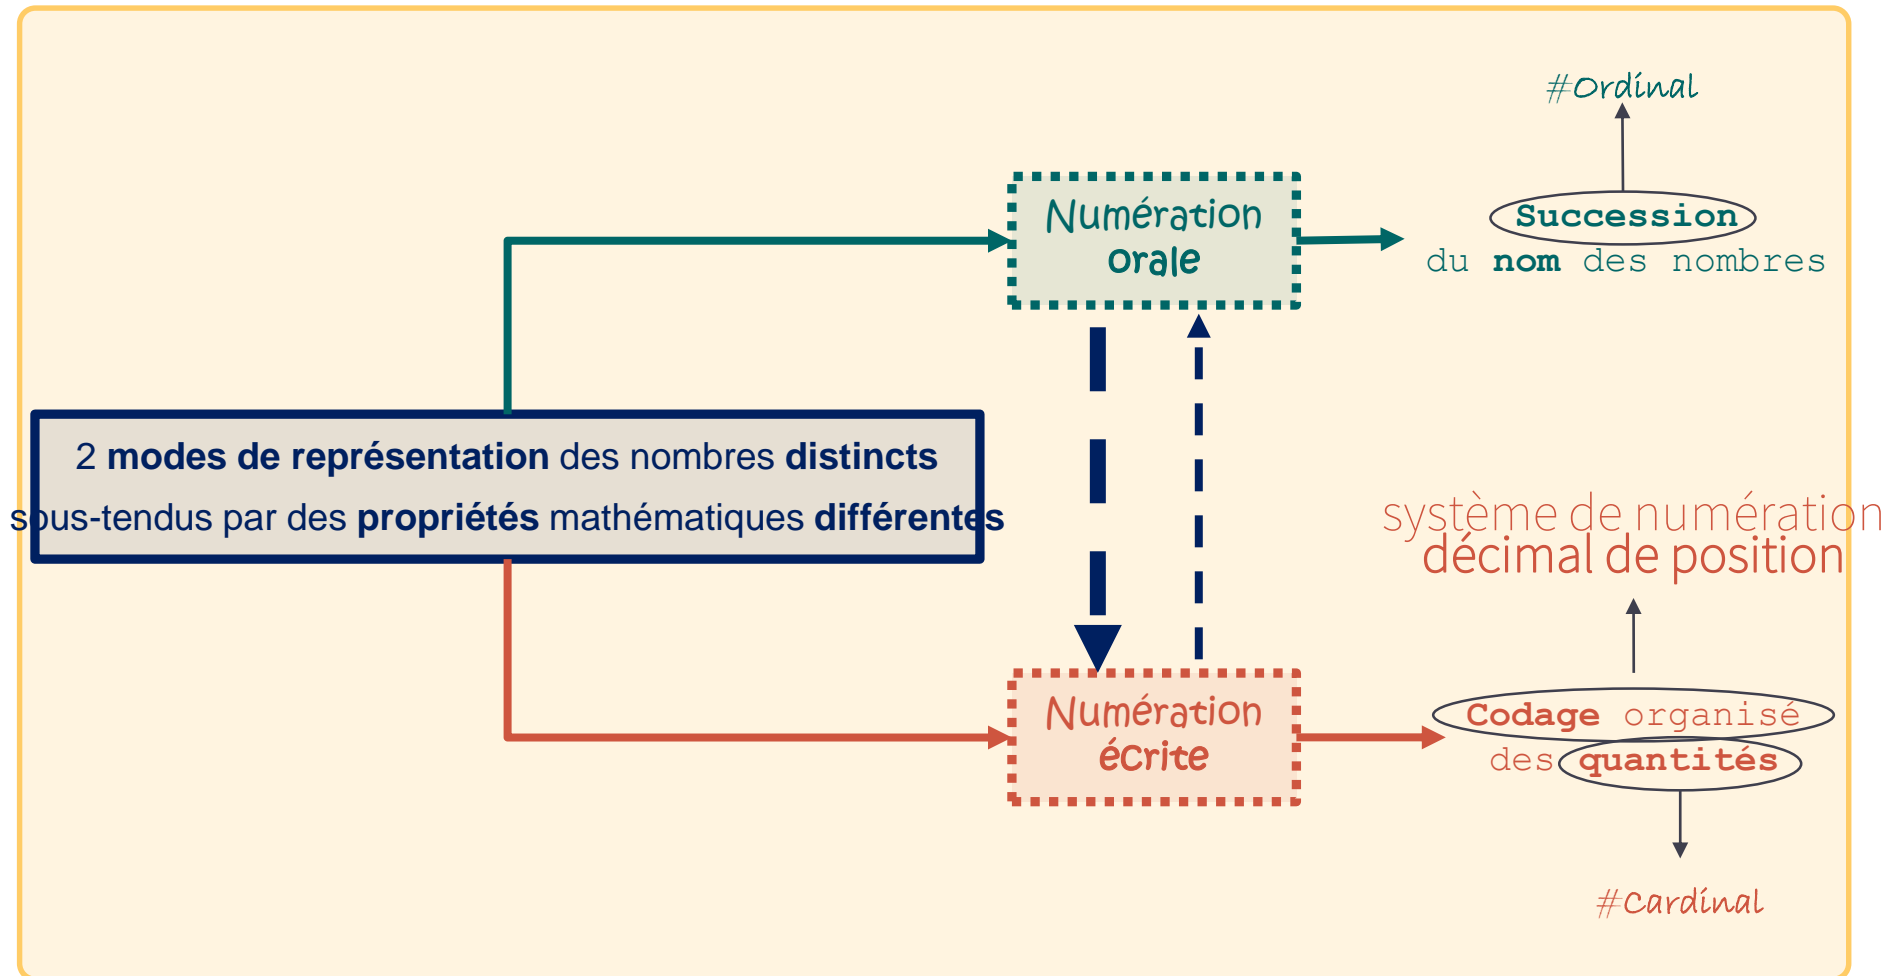 #Ordinal
Numération
orale
Succession
du nom des nombres
2 modes de représentation des nombres distincts
sous-tendus par des propriétés mathématiques différentes
système de numération
décimal de position
Numération
écrite
Codage organisé
des quantités
#Cardinal